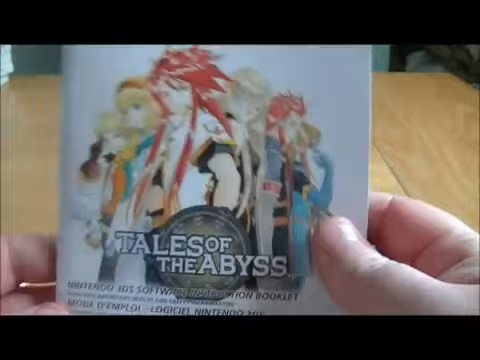 TALES OF
THE ABYSS
NINTENDO 3DS SOFTWARE INSTRUCTION BOOKLET
MODE D'EMPLOI - LOGICIEL NINTENDO 3DS